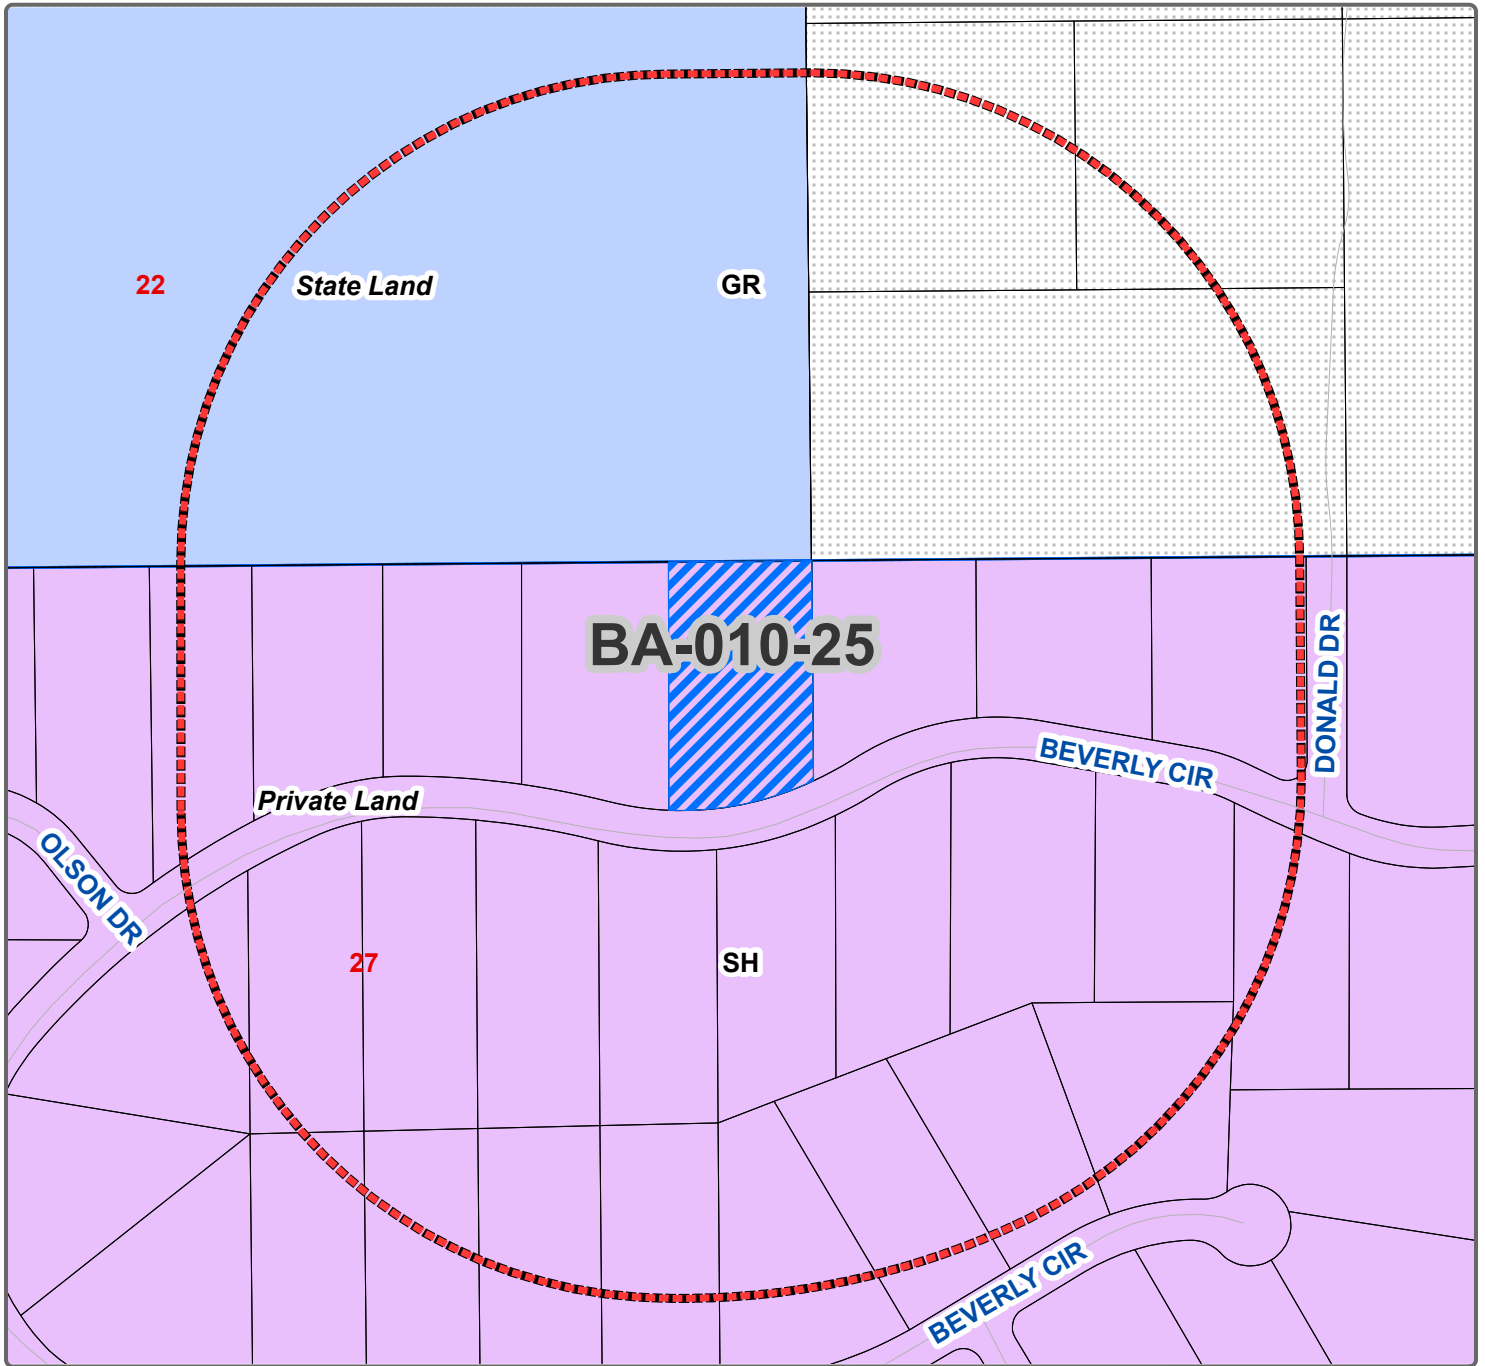 22
State Land
GR
BA-010-25
DONALD DR
BEVERLY CIR
Private Land
OLSON DR
27
SH
BEVERLY CIR